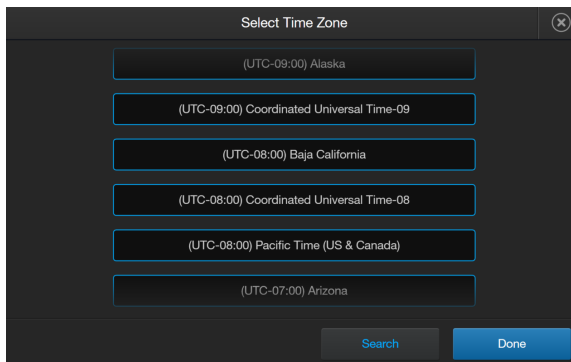 Select Time Zone
(UTC-09:00) Alaska
(UTC-09:00) Coordinated Universal Time-09
(UTC-08:00) Baja California
(UTC-08:00) Coordinated Universal Time-08
(UTC-08:00) Pacific Time (US & Canada)
(UTC-07:00) Arizona
Search
Done